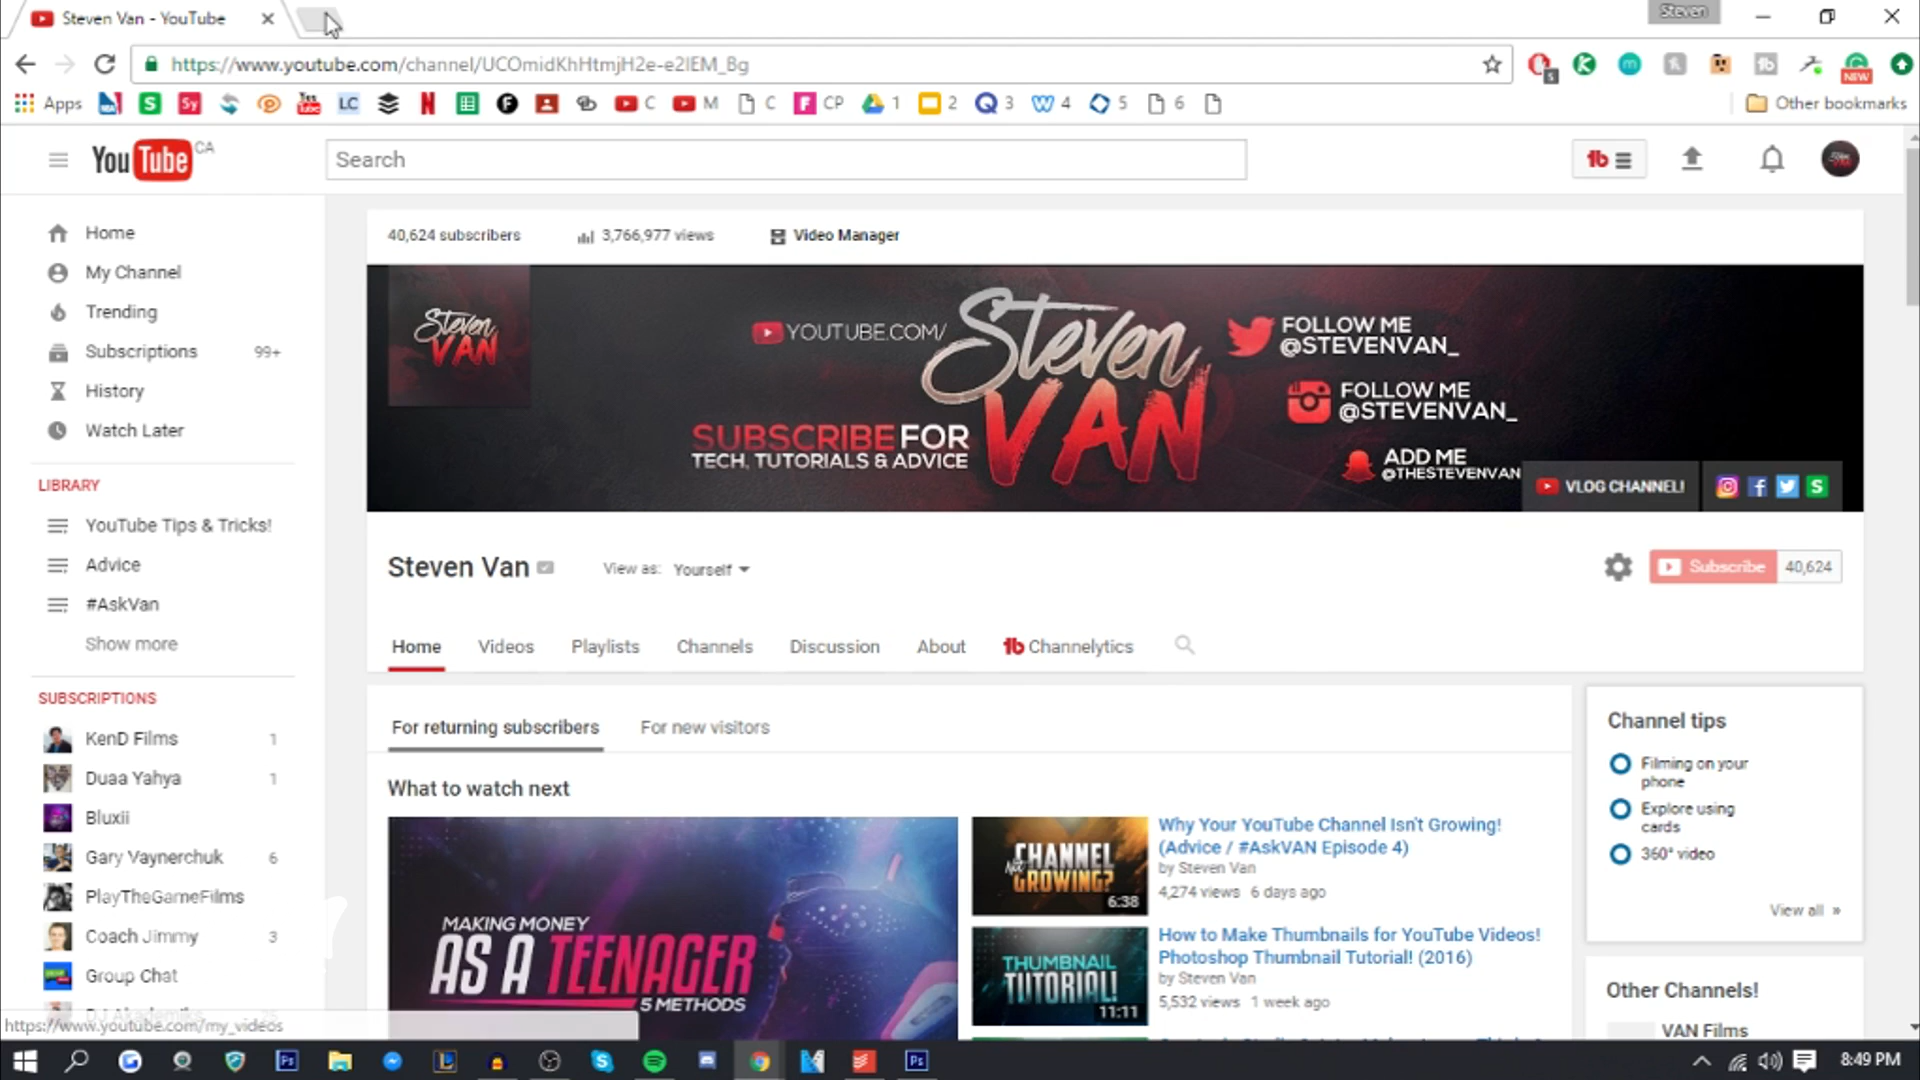 Steven Van - YouTube
Steven
https://www.youtube.com/channel/UCOmidKhHtmjH2e-e2IEM_Bg
Apps
Sy
LC
C
M
C
CP
1
2
3
4
5
6
Other bookmarks
YouTube CA
Search
Home
My Channel
Trending
Subscriptions 99+
History
Watch Later
LIBRARY
YouTube Tips & Tricks!
Advice
#AskVan
Show more
SUBSCRIPTIONS
KenD Films 1
Duaa Yahya 1
Bluxii
Gary Vaynerchuk 6
PlayTheGameFilms
Coach Jimmy 3
Group Chat
DJ Akademiks
https://www.youtube.com/my_videos
40,624 subscribers
3,766,977 views
Video Manager
Steven
VAN
YOUTUBE.COM/
Steven
VAN
SUBSCRIBE FOR
TECH, TUTORIALS & ADVICE
FOLLOW ME
@STEVENVAN_
FOLLOW ME
@STEVENVAN_
ADD ME
@THESTEVENVAN
VLOG CHANNEL!
Steven Van
View as: Yourself
Subscribe 40,624
Home
Videos
Playlists
Channels
Discussion
About
Channelytics
For returning subscribers
For new visitors
What to watch next
MAKING MONEY
AS A TEENAGER
5 METHODS
CHANNEL
Not GROWING?
6:38
Why Your YouTube Channel Isn't Growing!
(Advice / #AskVAN Episode 4)
by Steven Van
4,274 views 6 days ago
THUMBNAIL
TUTORIAL!
11:11
How to Make Thumbnails for YouTube Videos!
Photoshop Thumbnail Tutorial! (2016)
by Steven Van
5,532 views 1 week ago
Channel tips
Filming on your
phone
Explore using
cards
360° video
View all »
Other Channels!
VAN Films
8:49 PM